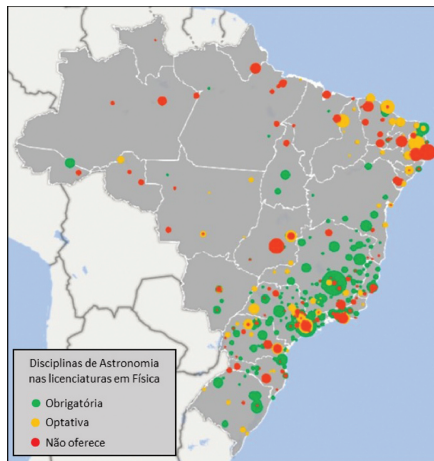 Disciplinas de Astronomia
nas licenciaturas em Física
Obrigatória
Optativa
Não oferece